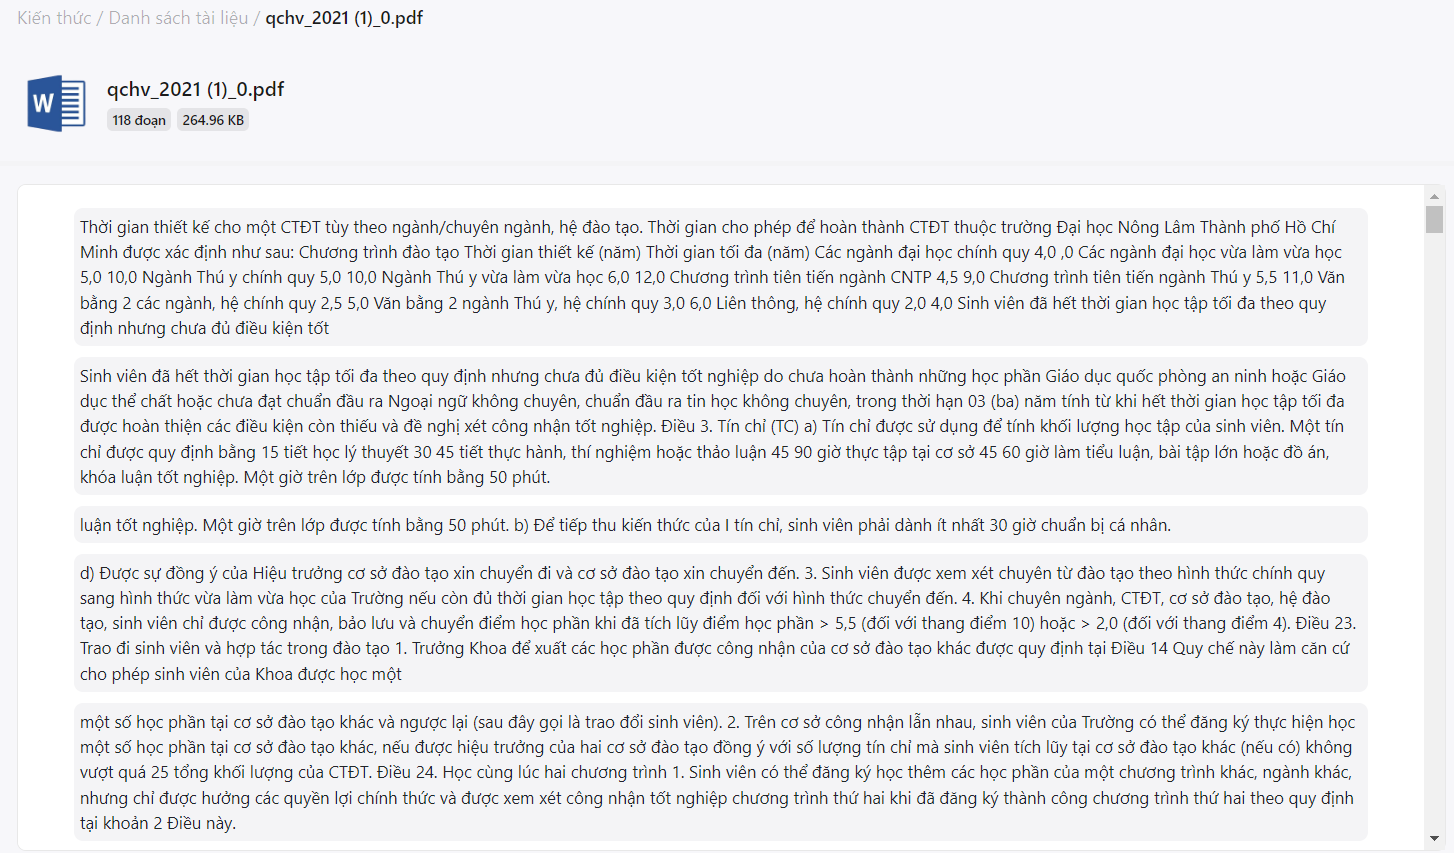 Kiến thức / Danh sách tài liệu / qchv_2021 (1)_0.pdf
W
qchv_2021 (1)_0.pdf
118 đoạn 264.96 KB
Thời gian thiết kế cho một CTĐT tùy theo ngành/chuyên ngành, hệ đào tạo. Thời gian cho phép để hoàn thành CTĐT thuộc trường Đại học Nông Lâm Thành phố Hồ Chí
Minh được xác định như sau: Chương trình đào tạo Thời gian thiết kế (năm) Thời gian tối đa (năm) Các ngành đại học chính quy 4,0 ,0 Các ngành đại học vừa làm vừa học
5,0 10,0 Ngành Thú y chính quy 5,0 10,0 Ngành Thú y vừa làm vừa học 6,0 12,0 Chương trình tiên tiến ngành CNTP 4,5 9,0 Chương trình tiên tiến ngành Thú y 5,5 11,0 Văn
bằng 2 các ngành, hệ chính quy 2,5 5,0 Văn bằng 2 ngành Thú y, hệ chính quy 3,0 6,0 Liên thông, hệ chính quy 2,0 4,0 Sinh viên đã hết thời gian học tập tối đa theo quy
định nhưng chưa đủ điều kiện tốt
Sinh viên đã hết thời gian học tập tối đa theo quy định nhưng chưa đủ điều kiện tốt nghiệp do chưa hoàn thành những học phần Giáo dục quốc phòng an ninh hoặc Giáo
dục thể chất hoặc chưa đạt chuẩn đầu ra Ngoại ngữ không chuyên, chuẩn đầu ra tin học không chuyên, trong thời hạn 03 (ba) năm tính từ khi hết thời gian học tập tối đa
được hoàn thiện các điều kiện còn thiếu và đề nghị xét công nhận tốt nghiệp. Điều 3. Tín chỉ (TC) a) Tín chỉ được sử dụng để tính khối lượng học tập của sinh viên. Một tín
chỉ được quy định bằng 15 tiết học lý thuyết 30 45 tiết thực hành, thí nghiệm hoặc thảo luận 45 90 giờ thực tập tại cơ sở 45 60 giờ làm tiểu luận, bài tập lớn hoặc đồ án,
khóa luận tốt nghiệp. Một giờ trên lớp được tính bằng 50 phút.
luận tốt nghiệp. Một giờ trên lớp được tính bằng 50 phút. b) Để tiếp thu kiến thức của I tín chỉ, sinh viên phải dành ít nhất 30 giờ chuẩn bị cá nhân.
d) Được sự đồng ý của Hiệu trưởng cơ sở đào tạo xin chuyển đi và cơ sở đào tạo xin chuyển đến. 3. Sinh viên được xem xét chuyên từ đào tạo theo hình thức chính quy
sang hình thức vừa làm vừa học của Trường nếu còn đủ thời gian học tập theo quy định đối với hình thức chuyển đến. 4. Khi chuyên ngành, CTĐT, cơ sở đào tạo, hệ đào
tạo, sinh viên chỉ được công nhận, bảo lưu và chuyển điểm học phần khi đã tích lũy điểm học phần > 5,5 (đối với thang điểm 10) hoặc > 2,0 (đối với thang điểm 4). Điều 23.
Trao đi sinh viên và hợp tác trong đào tạo 1. Trưởng Khoa để xuất các học phần được công nhận của cơ sở đào tạo khác được quy định tại Điều 14 Quy chế này làm căn cứ
cho phép sinh viên của Khoa được học một
một số học phần tại cơ sở đào tạo khác và ngược lại (sau đây gọi là trao đổi sinh viên). 2. Trên cơ sở công nhận lẫn nhau, sinh viên của Trường có thể đăng ký thực hiện học
một số học phần tại cơ sở đào tạo khác, nếu được hiệu trưởng của hai cơ sở đào tạo đồng ý với số lượng tín chỉ mà sinh viên tích lũy tại cơ sở đào tạo khác (nếu có) không
vượt quá 25 tổng khối lượng của CTĐT. Điều 24. Học cùng lúc hai chương trình 1. Sinh viên có thể đăng ký học thêm các học phần của một chương trình khác, ngành khác,
nhưng chỉ được hưởng các quyền lợi chính thức và được xem xét công nhận tốt nghiệp chương trình thứ hai khi đã đăng ký thành công chương trình thứ hai theo quy định
tại khoản 2 Điều này.